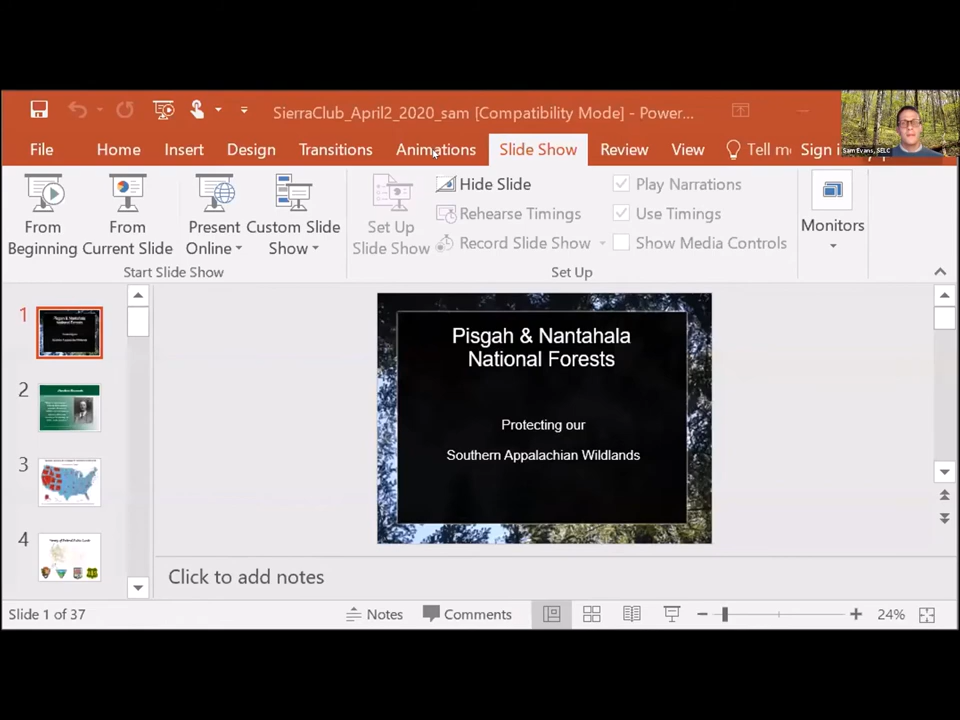 SierraClub_April2_2020_sam [Compatibility Mode] - Power...
Sam Evans, SELC
File Home Insert Design Transitions Animations Slide Show Review View Tell me Sign i
From Beginning
From Current Slide
Present Online
Custom Slide Show
Start Slide Show
Set Up Slide Show
Hide Slide
Rehearse Timings
Record Slide Show
Play Narrations
Use Timings
Show Media Controls
Set Up
Monitors
1
Pisgah & Nantahala
National Forests
2
3
4
Pisgah & Nantahala
National Forests
Protecting our
Southern Appalachian Wildlands
Click to add notes
Slide 1 of 37
Notes
Comments
24%